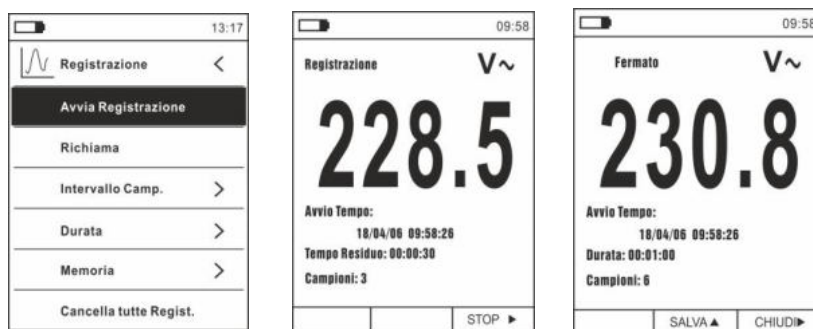 13:17
Registrazione <
Avvia Registrazione
Richiama
Intervallo Camp. >
Durata >
Memoria >
Cancella tutte Regist.
09:58
Registrazione V~
228.5
Avvio Tempo:
18/04/06 09:58:26
Tempo Residuo: 00:00:30
Campioni: 3
STOP ▶
09:58
Fermato V~
230.8
Avvio Tempo:
18/04/06 09:58:26
Durata: 00:01:00
Campioni: 6
SALVA ▲ CHIUDI▶